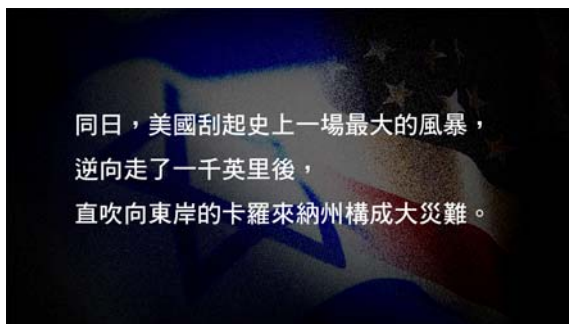 同日，美國刮起史上一場最大的風暴，
逆向走了一千英里後，
直吹向東岸的卡羅來納州構成大災難。